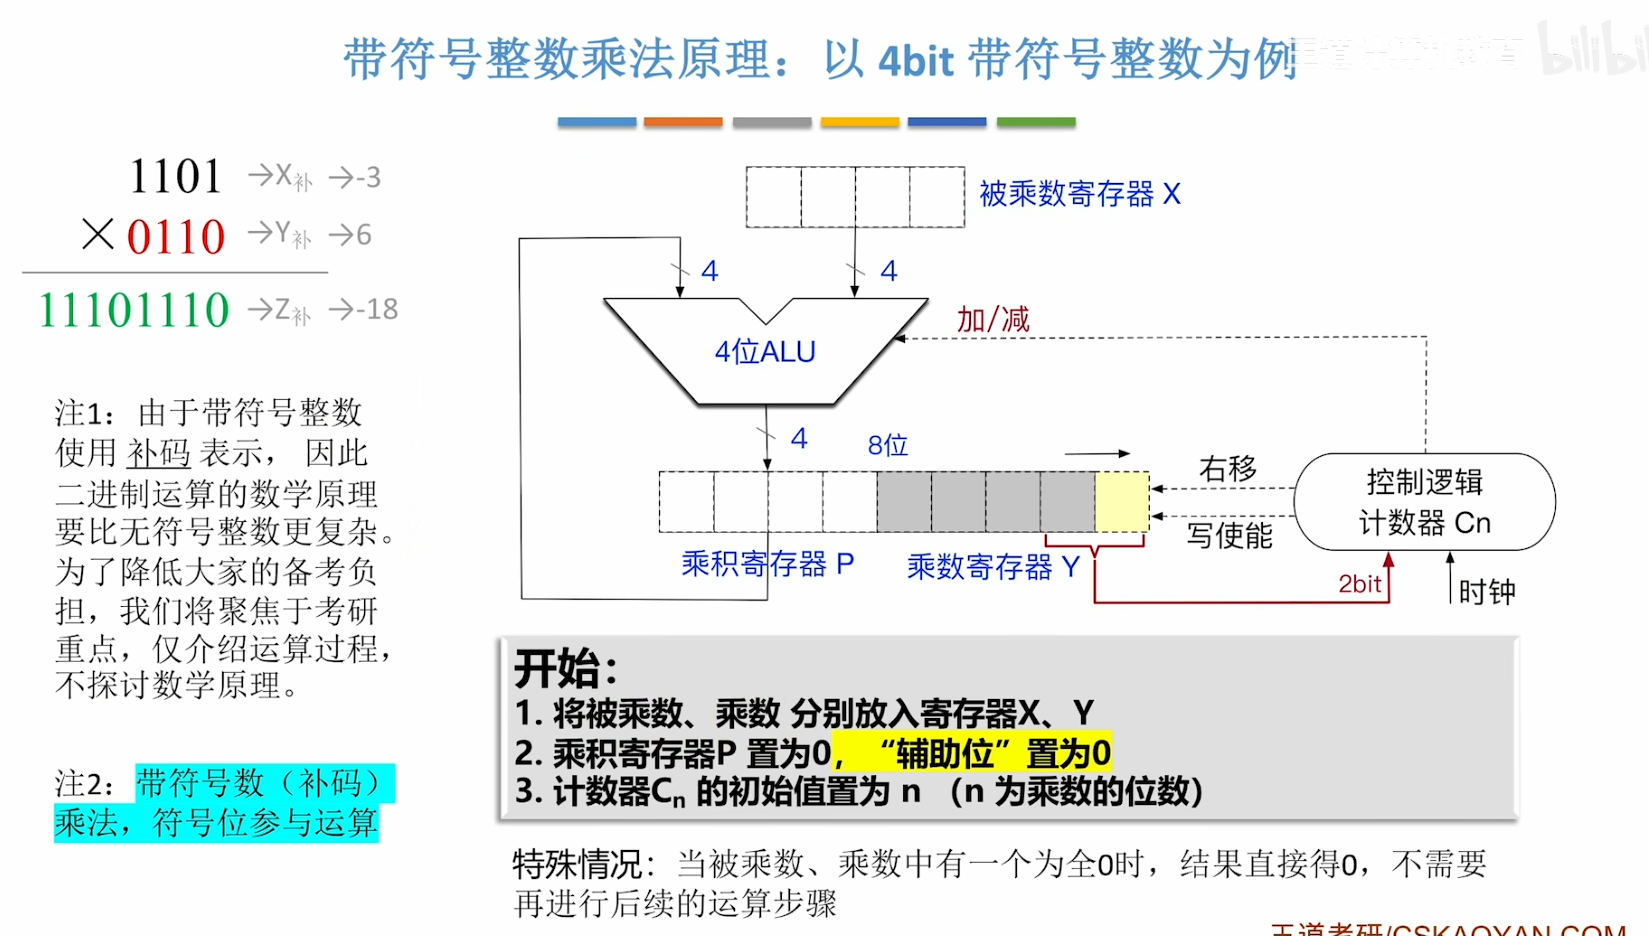 带符号整数乘法原理：以 4bit 带符号整数为例
bilibili
1101 →X补 →-3
×0110 →Y补 →6
11101110 →Z补 →-18
注1：由于带符号整数
使用 补码 表示， 因此
二进制运算的数学原理
要比无符号整数更复杂。
为了降低大家的备考负
担，我们将聚焦于考研
重点，仅介绍运算过程，
不探讨数学原理。
注2：带符号数（补码）
乘法，符号位参与运算
被乘数寄存器 X
4
4
加/减
4位ALU
4
8位
右移
写使能
控制逻辑
计数器 Cn
乘积寄存器 P
乘数寄存器 Y
2bit
时钟
开始：
1. 将被乘数、乘数 分别放入寄存器X、Y
2. 乘积寄存器P 置为0，“辅助位”置为0
3. 计数器Cn 的初始值置为 n （n 为乘数的位数）
特殊情况：当被乘数、乘数中有一个为全0时，结果直接得0，不需要
再进行后续的运算步骤
王道考研/CSKAOYAN.COM